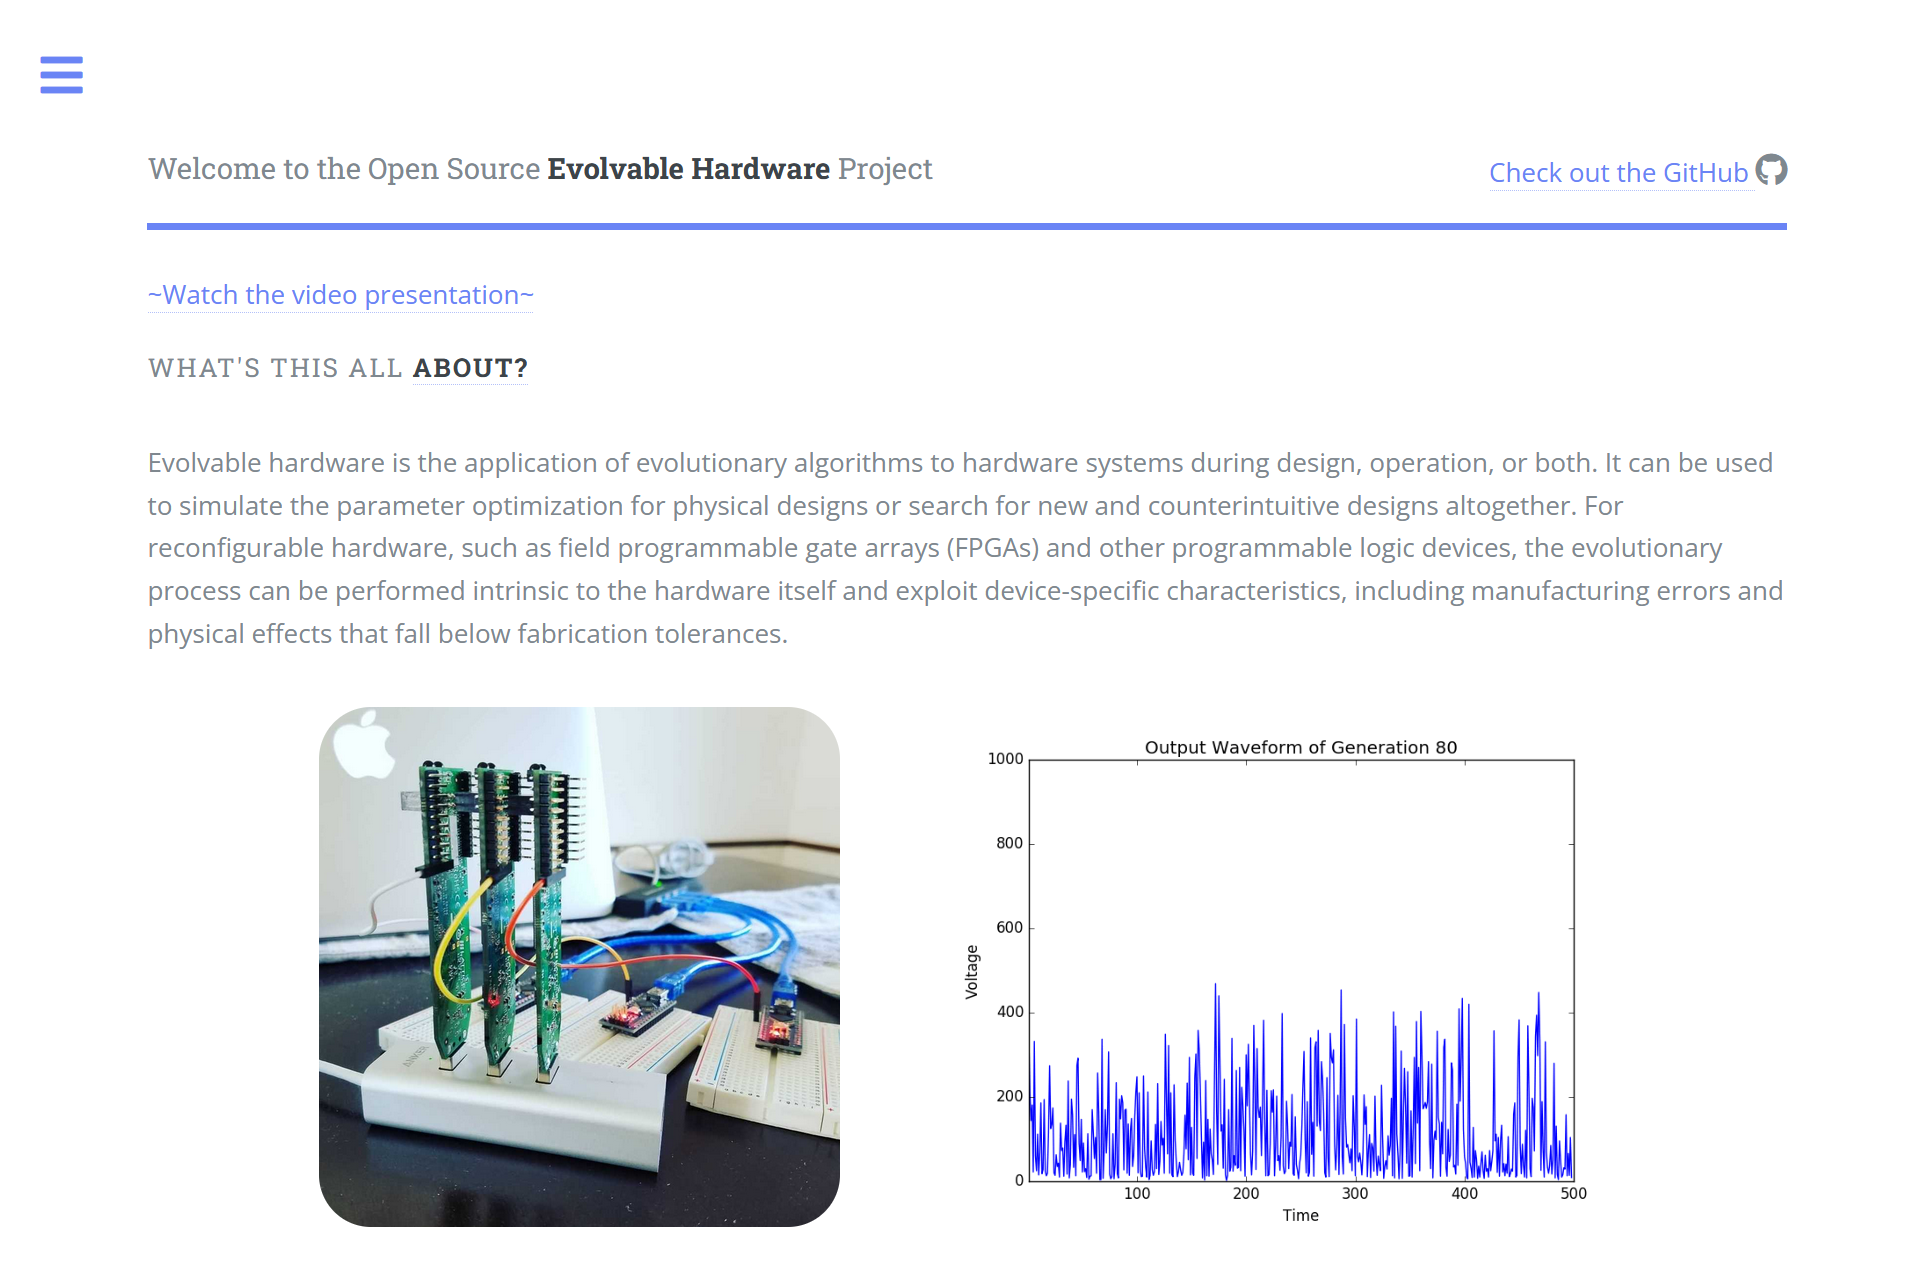 Welcome to the Open Source Evolvable Hardware Project
Check out the GitHub
~Watch the video presentation~
WHAT'S THIS ALL ABOUT?
Evolvable hardware is the application of evolutionary algorithms to hardware systems during design, operation, or both. It can be used
to simulate the parameter optimization for physical designs or search for new and counterintuitive designs altogether. For
reconfigurable hardware, such as field programmable gate arrays (FPGAs) and other programmable logic devices, the evolutionary
process can be performed intrinsic to the hardware itself and exploit device-specific characteristics, including manufacturing errors and
physical effects that fall below fabrication tolerances.
ANKER
Output Waveform of Generation 80
1000
800
600
400
200
0
Voltage
100 200 300 400 500
Time